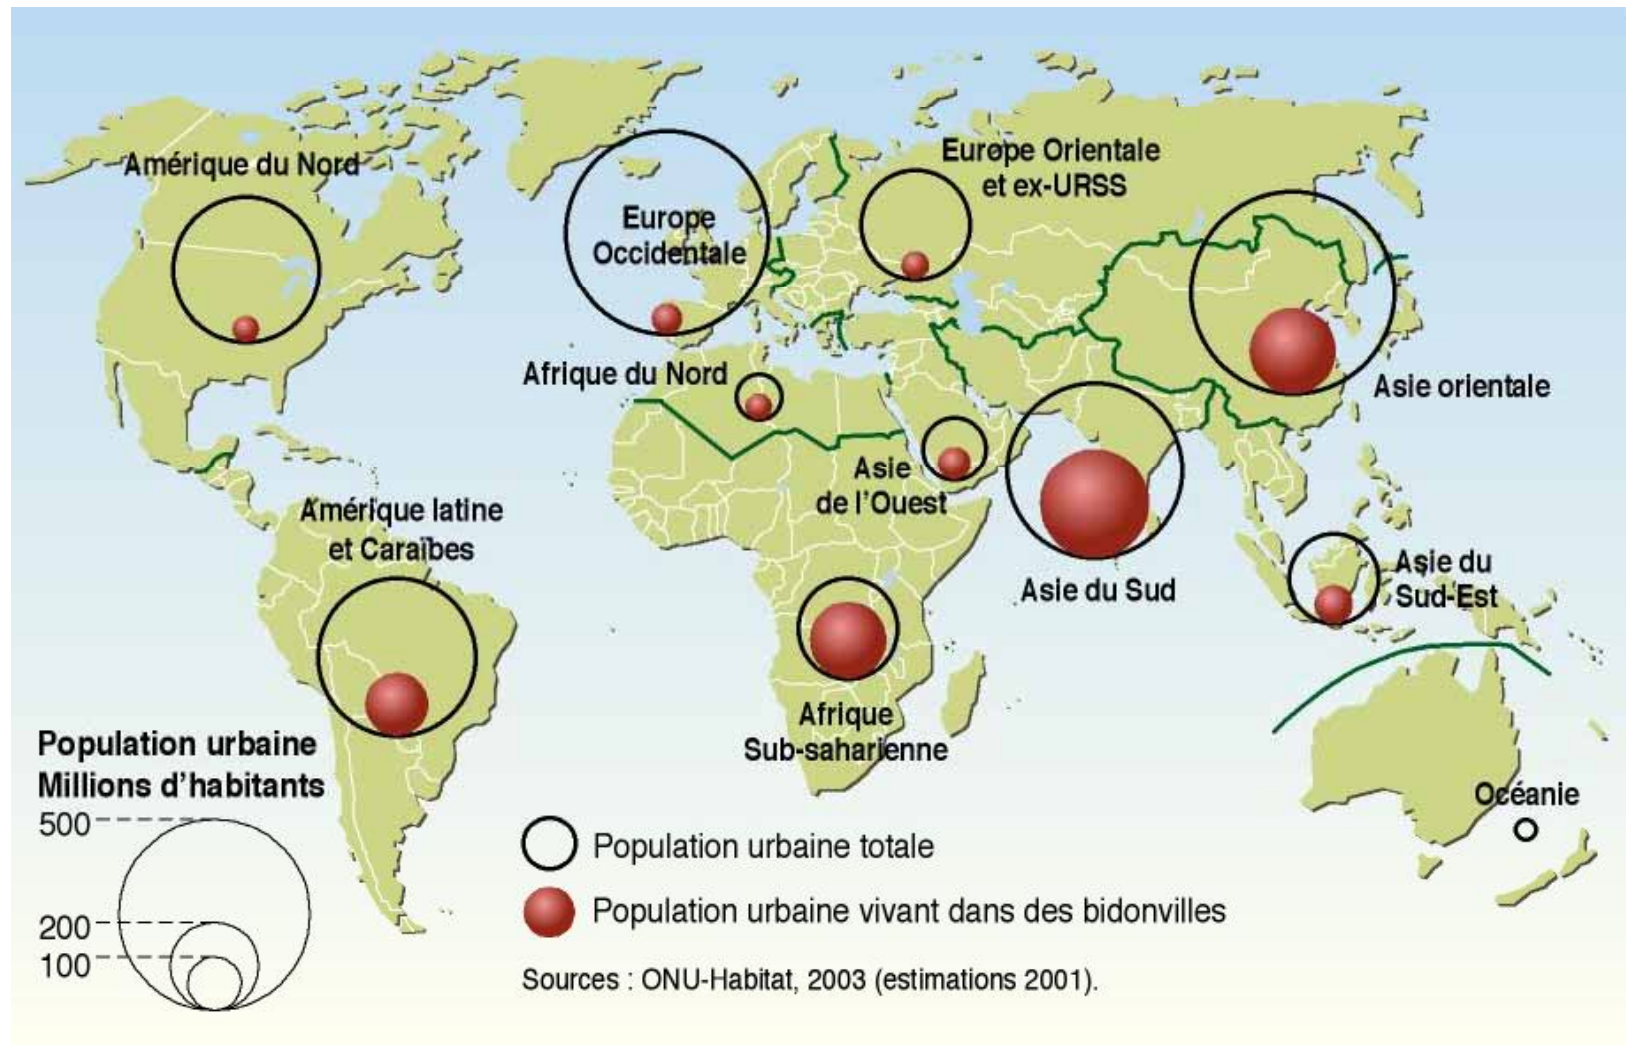 Amérique du Nord
Europe
Occidentale
Europe Orientale
et ex-URSS
Asie orientale
Afrique du Nord
Asie
de l'Ouest
Amérique latine
et Caraïbes
Asie du Sud
Asie du
Sud-Est
Afrique
Sub-saharienne
Océanie
Population urbaine
Millions d'habitants
500
200
100
Population urbaine totale
Population urbaine vivant dans des bidonvilles
Sources : ONU-Habitat, 2003 (estimations 2001).